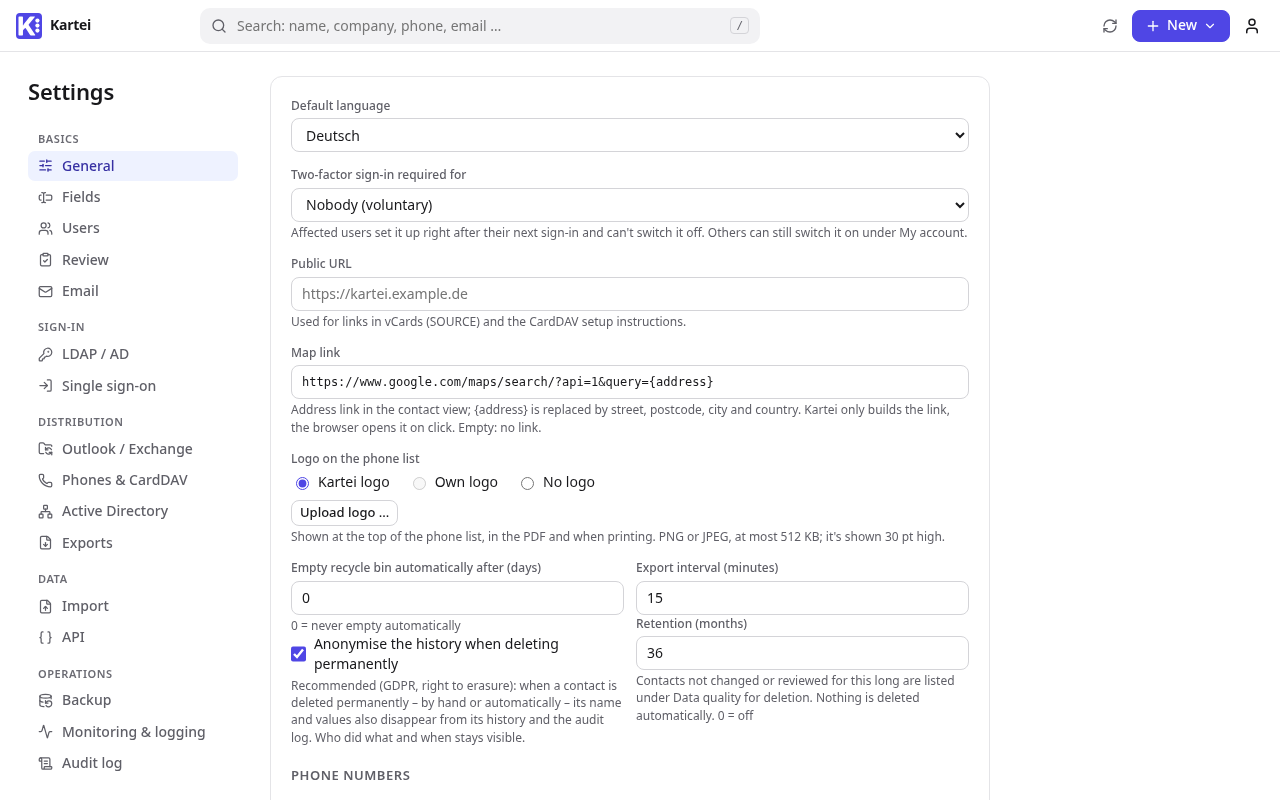 Kartei
Search: name, company, phone, email ...
/
New
Settings
BASICS
General
Fields
Users
Review
Email
SIGN-IN
LDAP / AD
Single sign-on
DISTRIBUTION
Outlook / Exchange
Phones & CardDAV
Active Directory
Exports
DATA
Import
API
OPERATIONS
Backup
Monitoring & logging
Audit log
Default language
Deutsch
Two-factor sign-in required for
Nobody (voluntary)
Affected users set it up right after their next sign-in and can't switch it off. Others can still switch it on under My account.
Public URL
https://kartei.example.de
Used for links in vCards (SOURCE) and the CardDAV setup instructions.
Map link
https://www.google.com/maps/search/?api=1&query={address}
Address link in the contact view; {address} is replaced by street, postcode, city and country. Kartei only builds the link,
the browser opens it on click. Empty: no link.
Logo on the phone list
Kartei logo
Own logo
No logo
Upload logo ...
Shown at the top of the phone list, in the PDF and when printing. PNG or JPEG, at most 512 KB; it's shown 30 pt high.
Empty recycle bin automatically after (days)
0
0 = never empty automatically
Anonymise the history when deleting
permanently
Recommended (GDPR, right to erasure): when a contact is
deleted permanently – by hand or automatically – its name
and values also disappear from its history and the audit
log. Who did what and when stays visible.
Export interval (minutes)
15
Retention (months)
36
Contacts not changed or reviewed for this long are listed
under Data quality for deletion. Nothing is deleted
automatically. 0 = off
PHONE NUMBERS